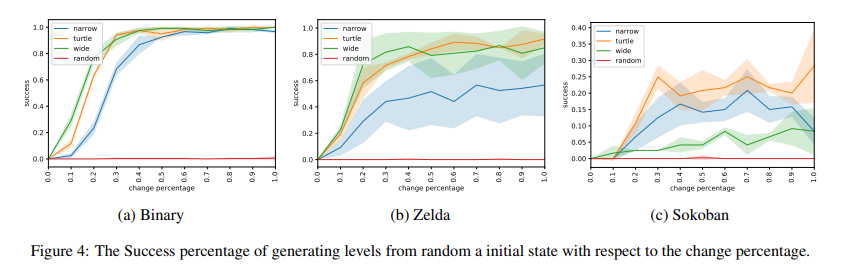 narrow
turtle
wide
random
1.0
0.8
0.6
0.4
0.2
0.0
success
0.0 0.1 0.2 0.3 0.4 0.5 0.6 0.7 0.8 0.9 1.0
change percentage
(a) Binary
narrow
turtle
wide
random
1.0
0.8
0.6
0.4
0.2
0.0
success
0.0 0.1 0.2 0.3 0.4 0.5 0.6 0.7 0.8 0.9 1.0
change percentage
(b) Zelda
narrow
turtle
wide
random
0.40
0.35
0.30
0.25
0.20
0.15
0.10
0.05
0.00
success
0.0 0.1 0.2 0.3 0.4 0.5 0.6 0.7 0.8 0.9 1.0
change percentage
(c) Sokoban
Figure 4: The Success percentage of generating levels from random a initial state with respect to the change percentage.